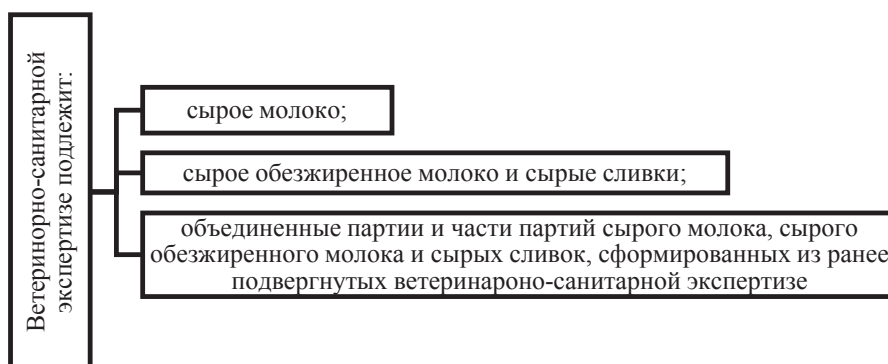 Ветеринорно-санитарной
экспертизе подлежит:
сырое молоко;
сырое обезжиренное молоко и сырые сливки;
объединенные партии и части партий сырого молока, сырого
обезжиренного молока и сырых сливок, сформированных из ранее
подвергнутых ветеринароно-санитарной экспертизе